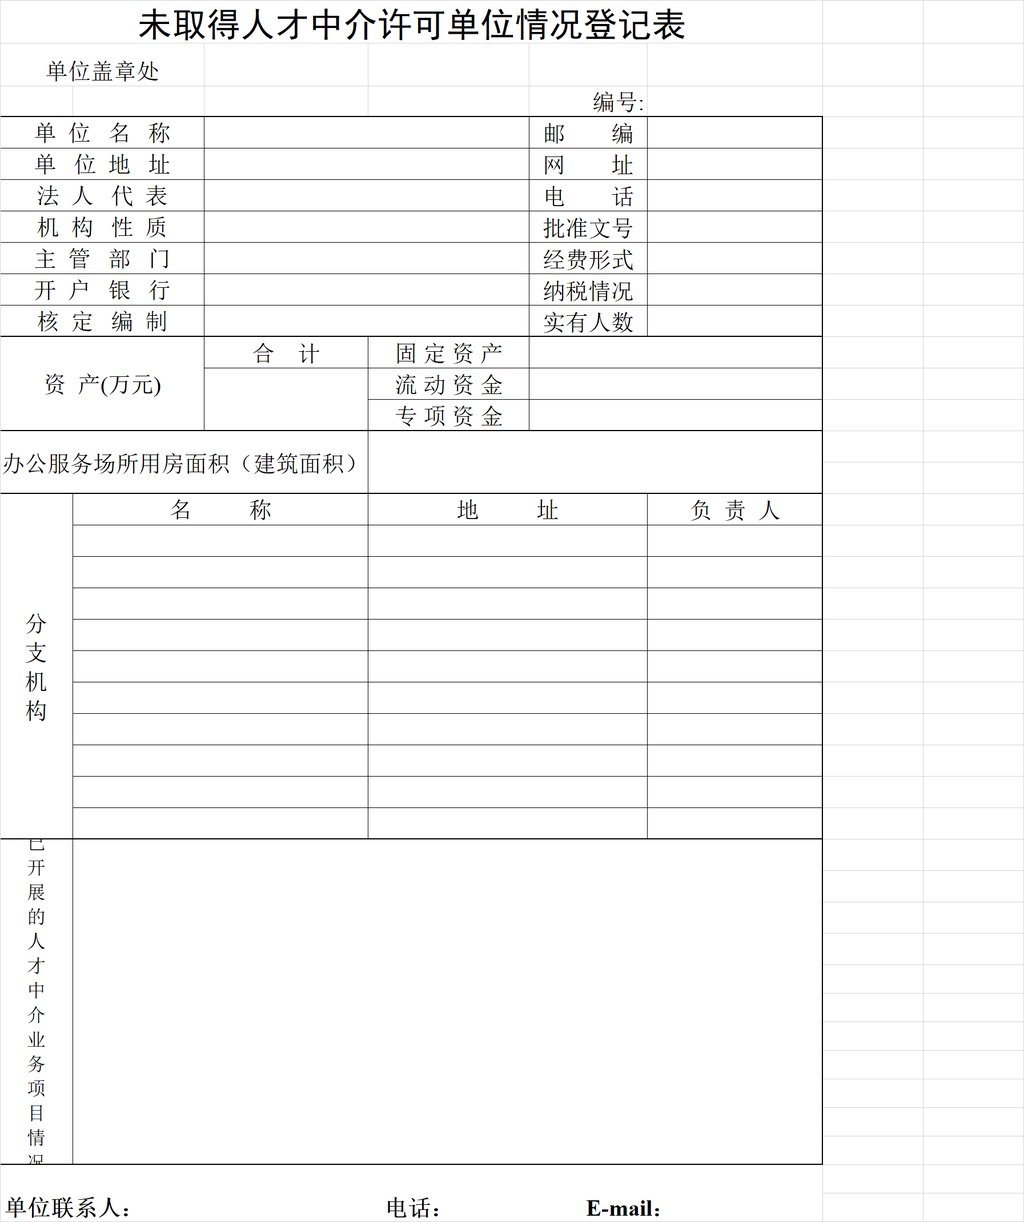 未取得人才中介许可单位情况登记表
单位盖章处
编号:
单 位 名 称 邮 编
单 位 地 址 网 址
法 人 代 表 电 话
机 构 性 质 批准文号
主 管 部 门 经费形式
开 户 银 行 纳税情况
核 定 编 制 实有人数
资 产(万元) 合 计 固 定 资 产
流 动 资 金
专 项 资 金
办公服务场所用房面积（建筑面积）
名 称 地 址 负 责 人
分
支
机
构
已
开
展
的
人
才
中
介
业
务
项
目
情
况
单位联系人： 电话： E-mail：